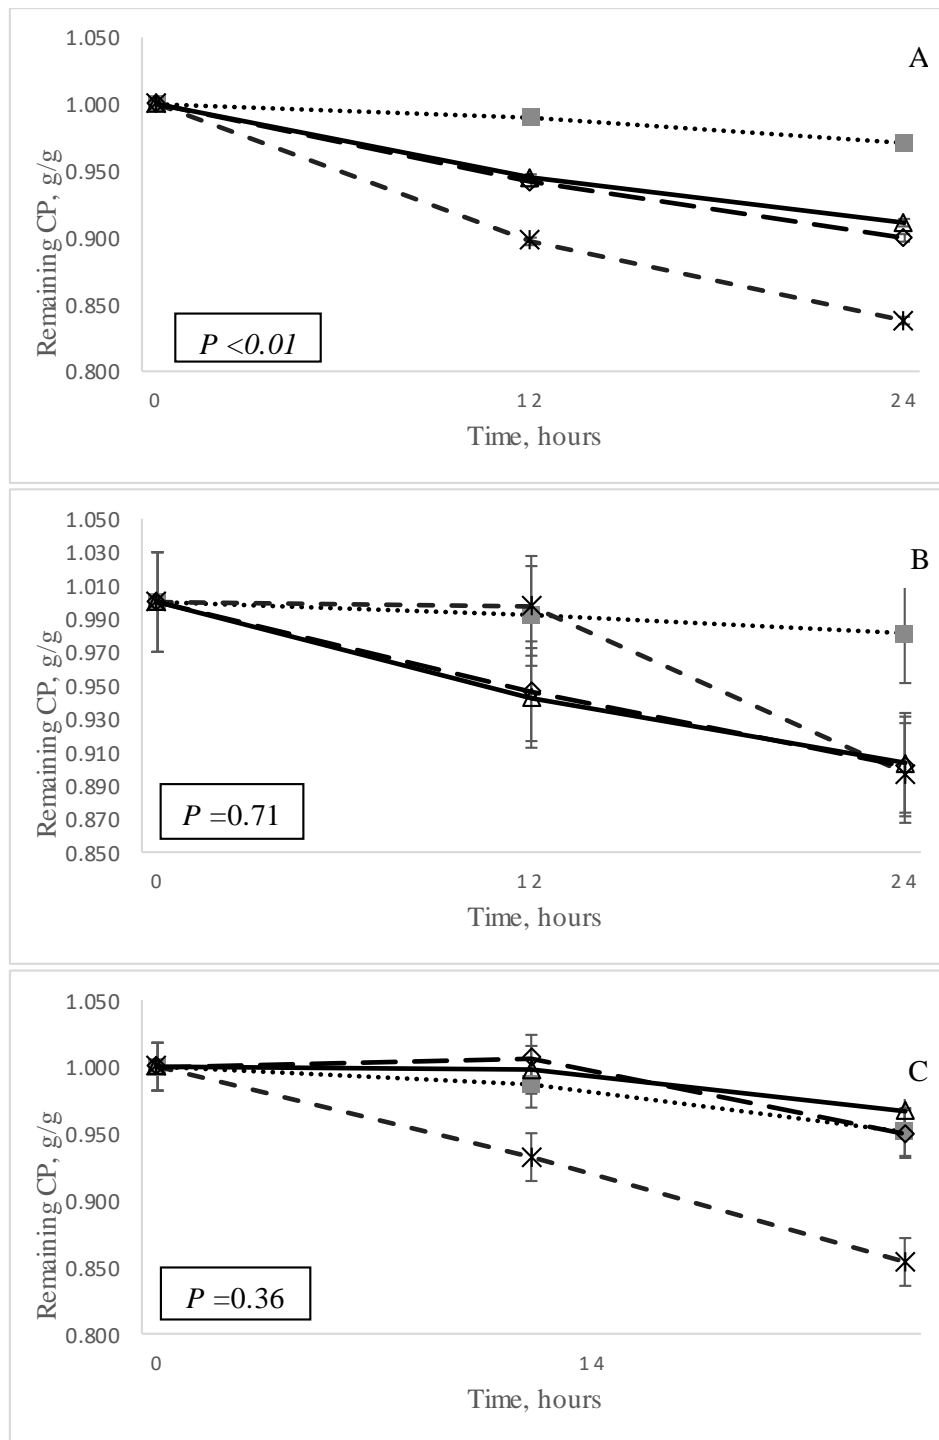 A
1.050
1.000
0.950
0.900
0.850
0.800
Remaining CP, g/g
P <0.01
0 12 24
Time, hours
B
1.050
1.030
1.010
0.990
0.970
0.950
0.930
0.910
0.890
0.870
0.850
Remaining CP, g/g
P =0.71
0 12 24
Time, hours
C
1.050
1.000
0.950
0.900
0.850
0.800
Remaining CP, g/g
P =0.36
0 14
Time, hours